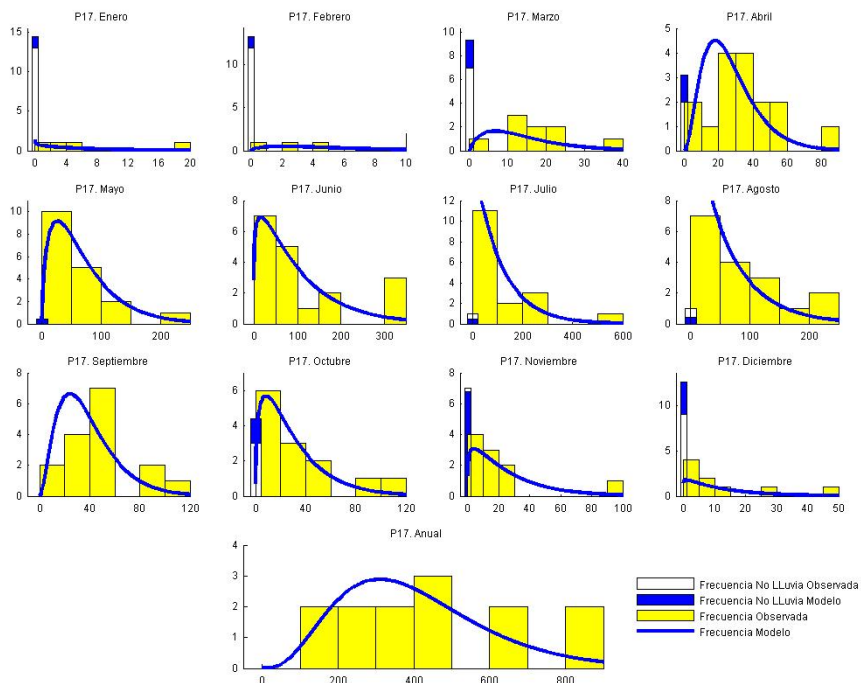 P17. Enero
P17. Febrero
P17. Marzo
P17. Abril
15
10
5
0
0 4 8 12 16 20
10
5
0
0 2 4 6 8 10
10
8
6
4
2
0
0 10 20 30 40
5
4
3
2
1
0
0 20 40 60 80
P17. Mayo
P17. Junio
P17. Julio
P17. Agosto
10
8
6
4
2
0
0 100 200
8
6
4
2
0
0 100 200 300
12
10
8
6
4
2
0
0 200 400 600
8
6
4
2
0
0 100 200
P17. Septiembre
P17. Octubre
P17. Noviembre
P17. Diciembre
8
6
4
2
0
0 40 80 120
6
4
2
0
0 20 40 60 80 100 120
8
6
4
2
0
0 20 40 60 80 100
10
5
0
0 10 20 30 40 50
P17. Anual
4
3
2
1
0
0 200 400 600 800
Frecuencia No LLuvia Observada
Frecuencia No LLuvia Modelo
Frecuencia Observada
Frecuencia Modelo